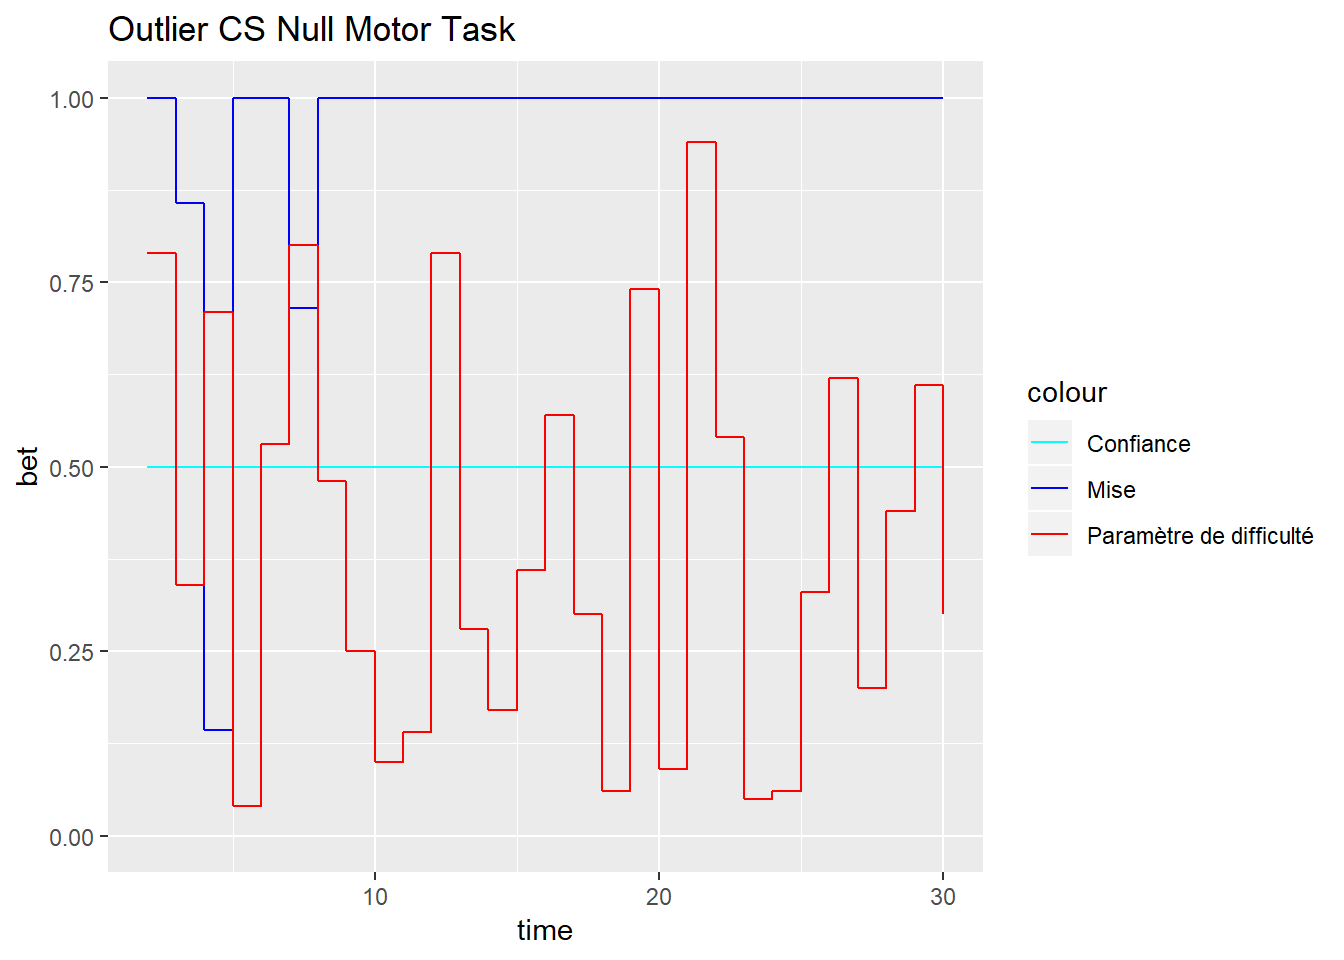 Outlier CS Null Motor Task
1.00
0.75
0.50
0.25
0.00
bet
10
20
30
time
colour
Confiance
Mise
Paramètre de difficulté